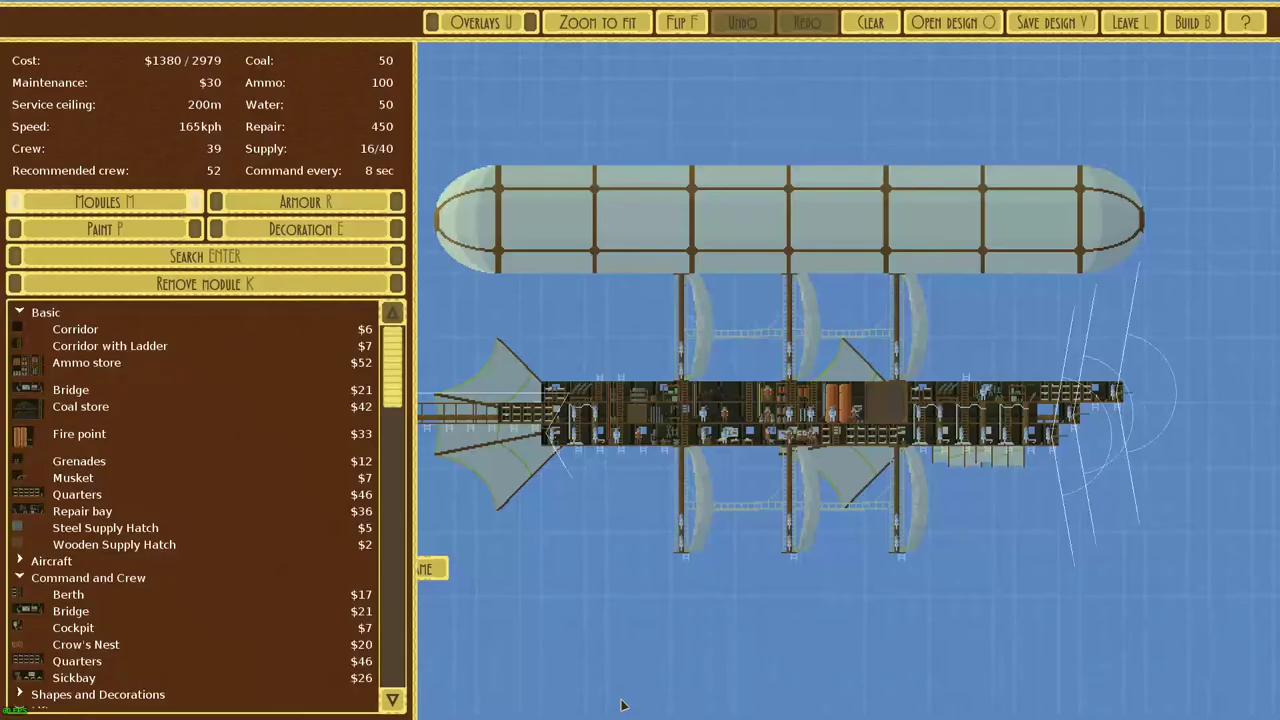 OVERLAYS U
ZOOM TO FIT
FLIP F
UNDO
REDO
CLEAR
OPEN DESIGN O
SAVE DESIGN V
LEAVE L
BUILD B
?
Cost: $1380 / 2979 Coal: 50
Maintenance: $30 Ammo: 100
Service ceiling: 200m Water: 50
Speed: 165kph Repair: 450
Crew: 39 Supply: 16/40
Recommended crew: 52 Command every: 8 sec
MODULES M
ARMOUR R
PAINT P
DECORATION E
SEARCH ENTER
REMOVE MODULE K
Basic
Corridor $6
Corridor with Ladder $7
Ammo store $52
Bridge $21
Coal store $42
Fire point $33
Grenades $12
Musket $7
Quarters $46
Repair bay $36
Steel Supply Hatch $5
Wooden Supply Hatch $2
Aircraft
Command and Crew
Berth $17
Bridge $21
Cockpit $7
Crow's Nest $20
Quarters $46
Sickbay $26
Shapes and Decorations